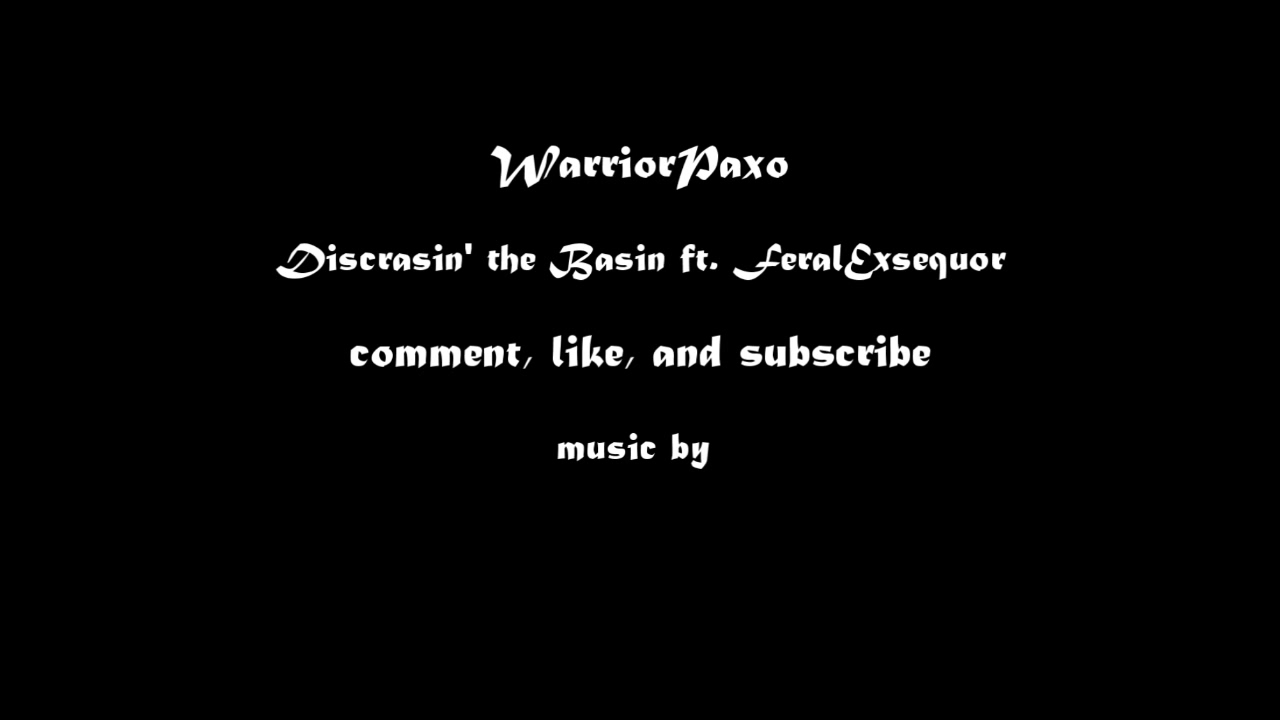 WarriorPaxo
Discrasin' the Basin ft. FeralExsequor
comment, like, and subscribe
music by